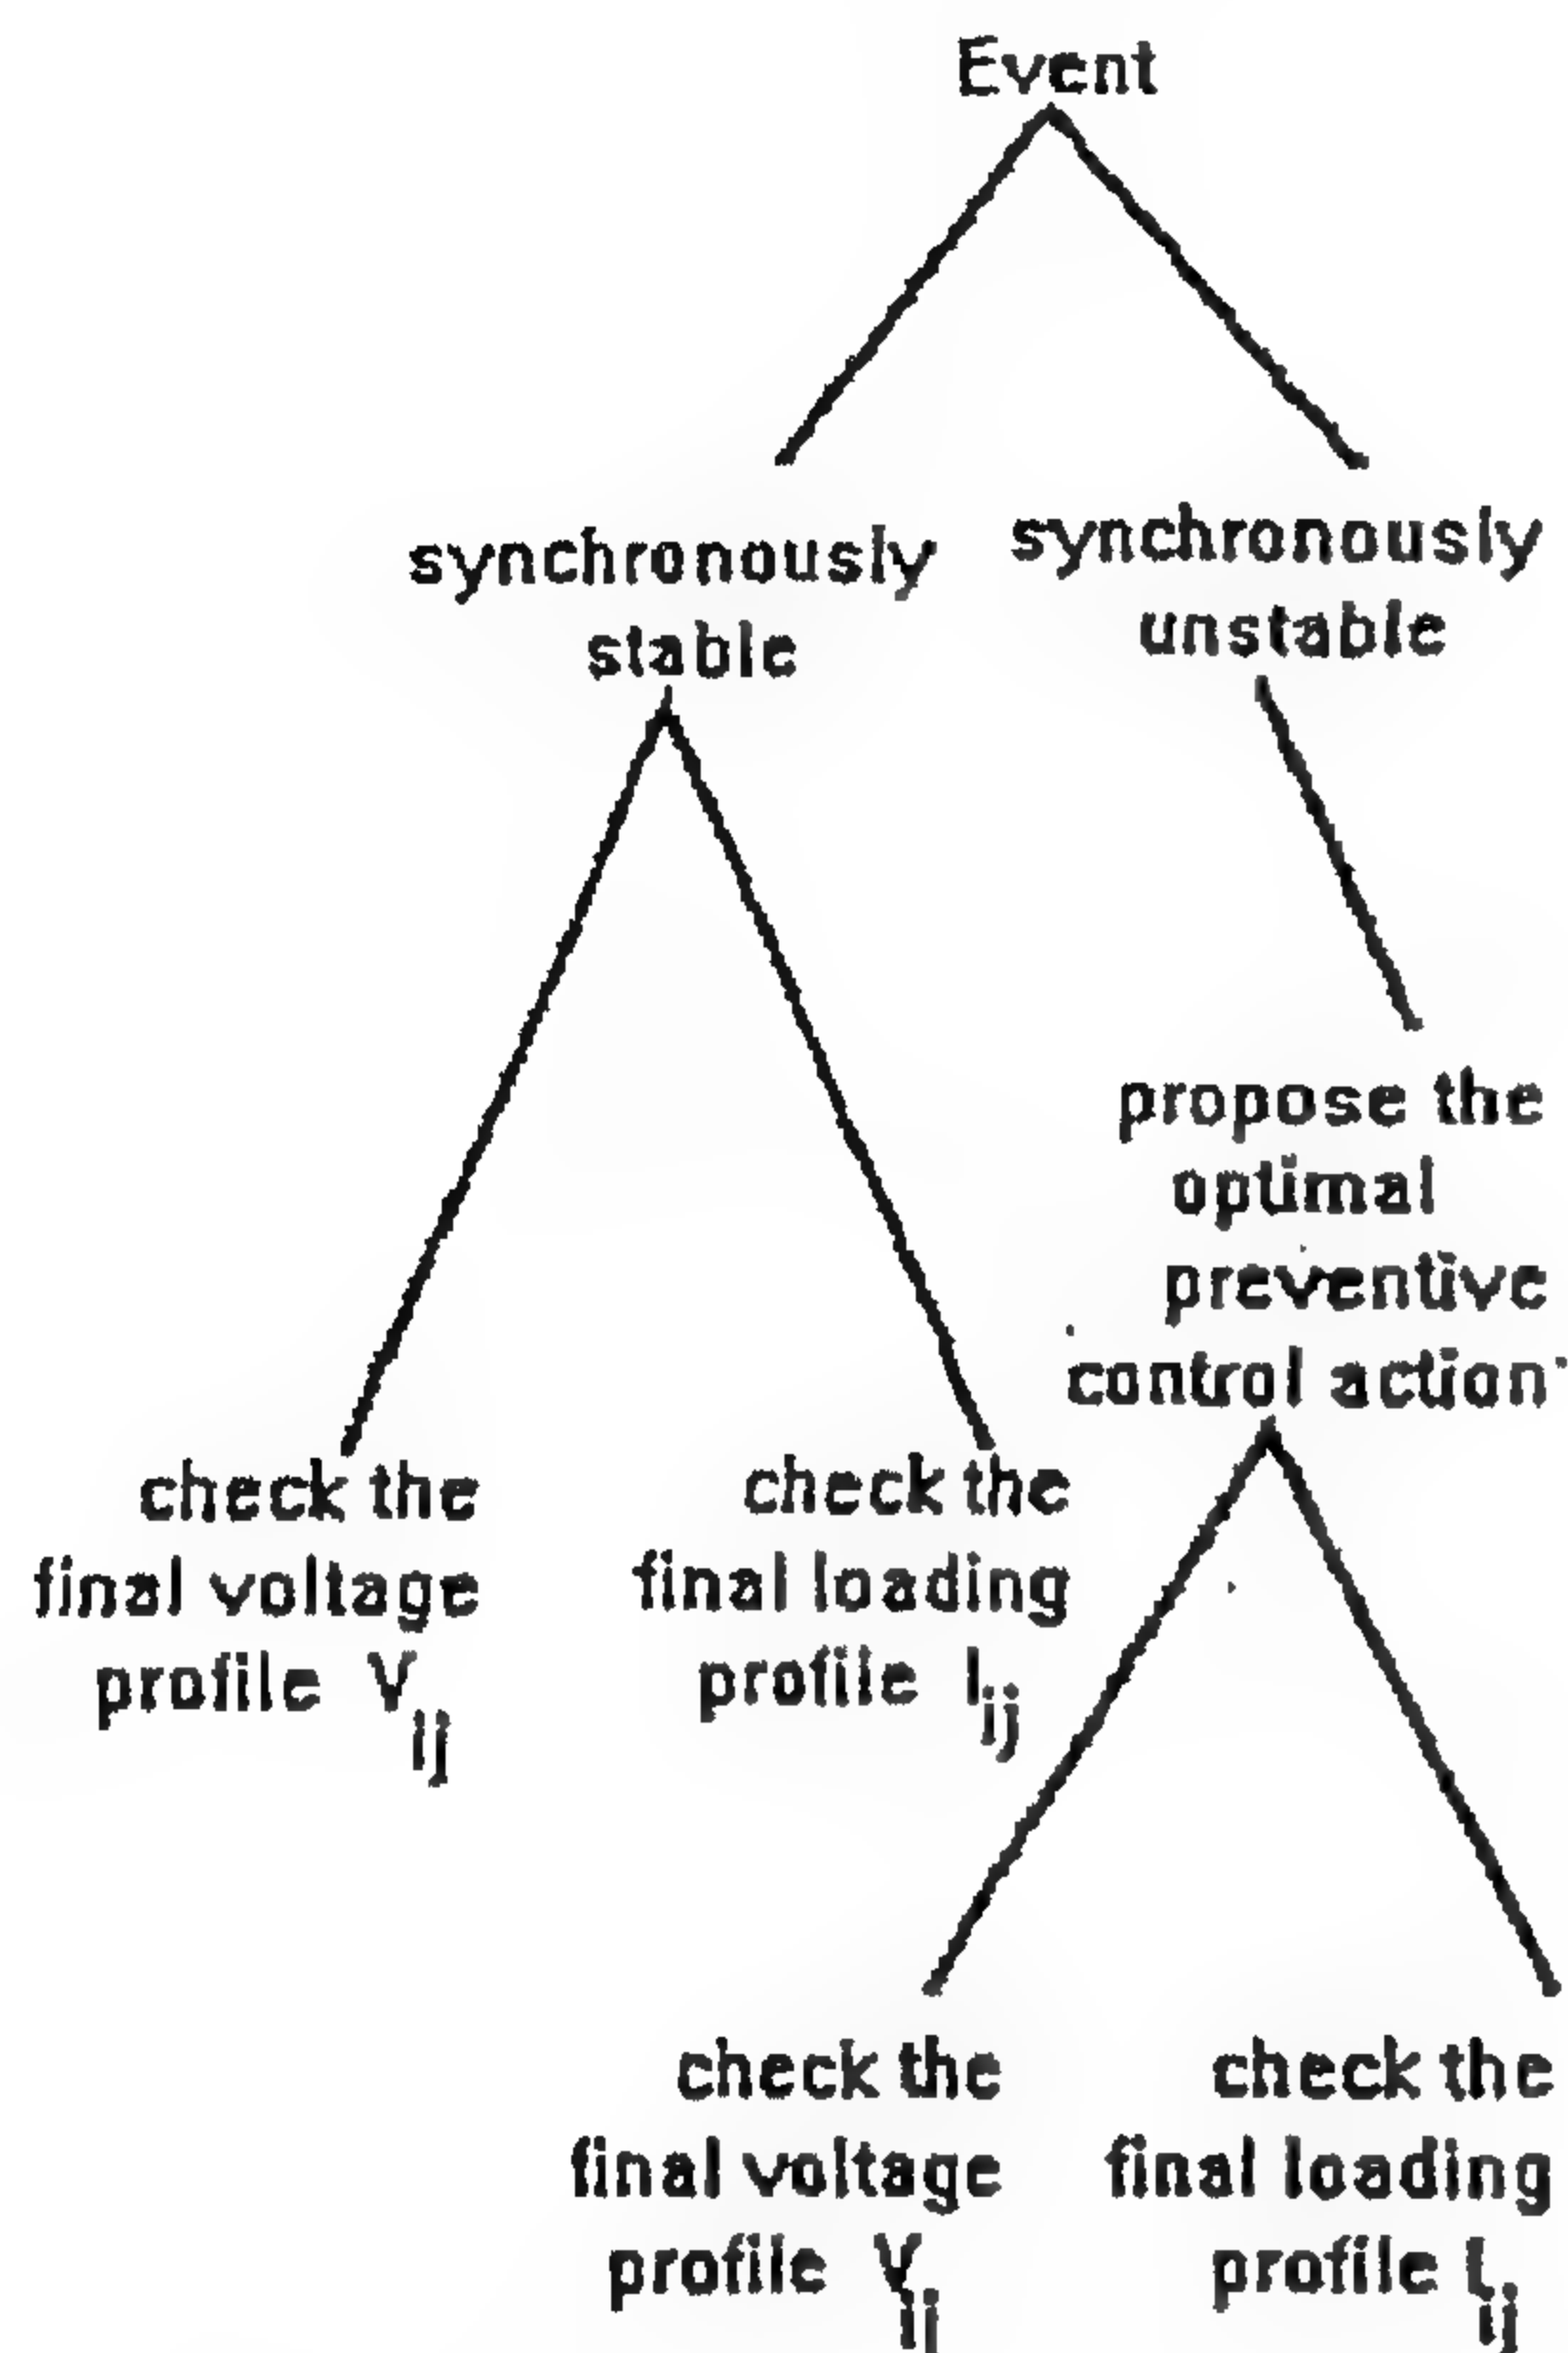 Event
synchronously
stable
synchronously
unstable
propose the
optimal
preventive
control action
check the
final voltage
profile V
ij
check the
final loading
profile I
ij
check the
final voltage
profile V
ij
check the
final loading
profile I
ij